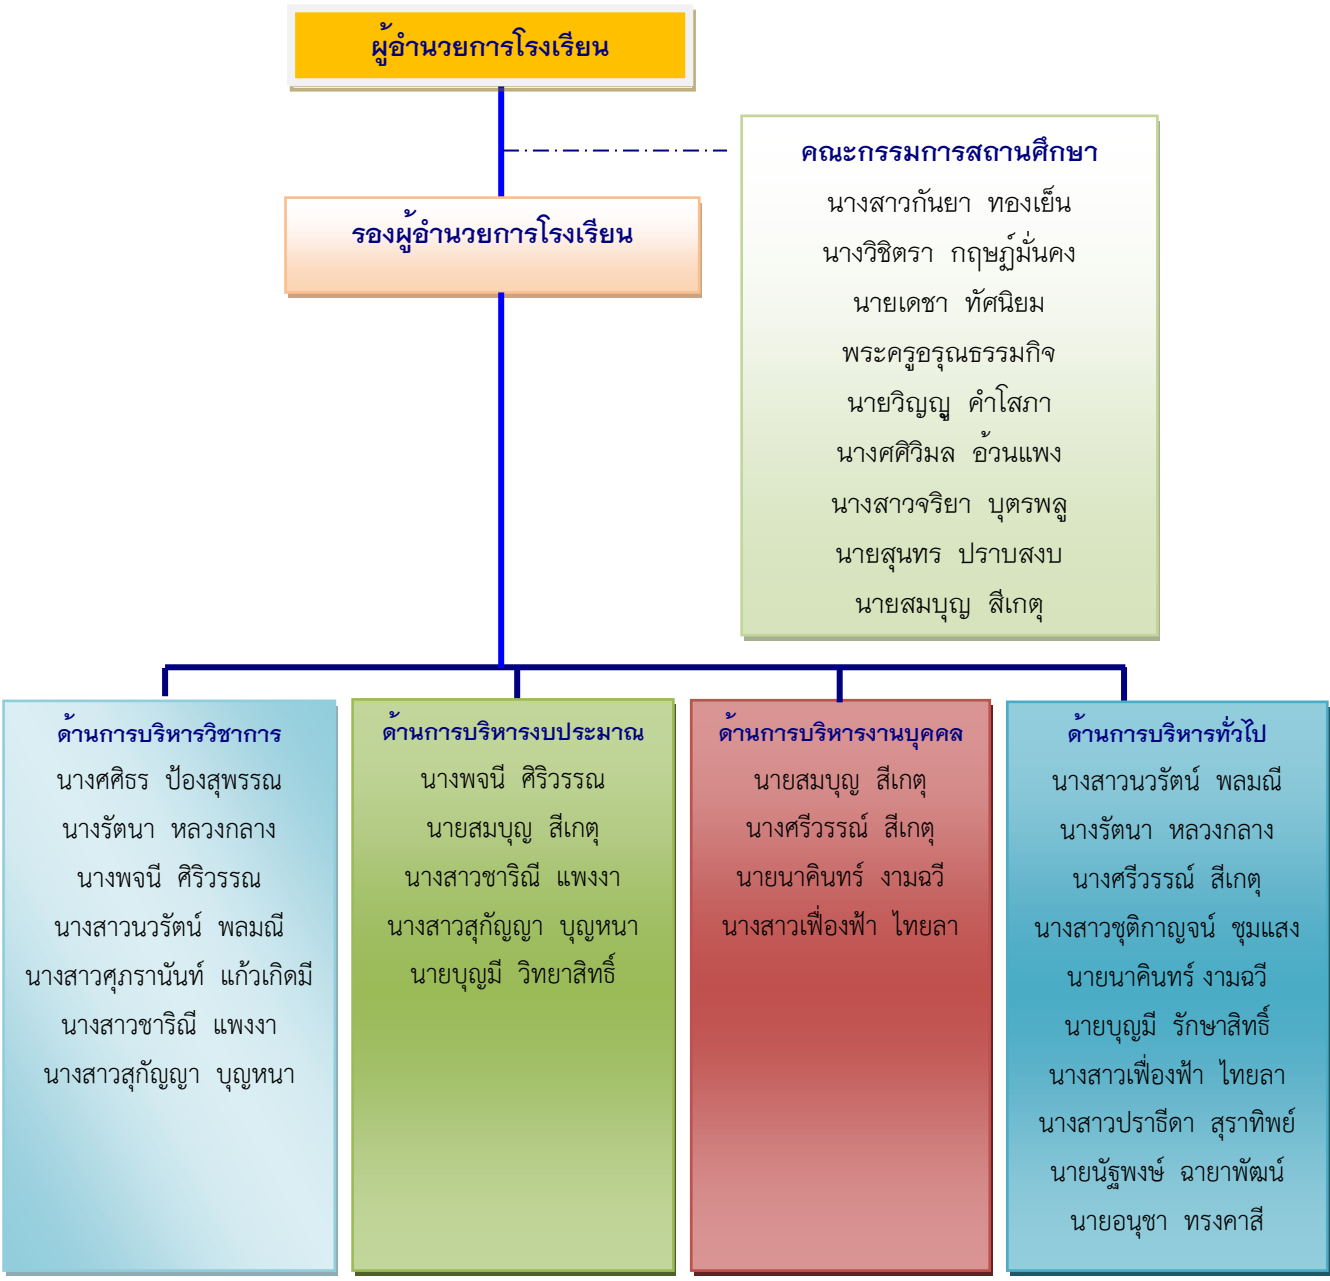 ผู้อำนวยการโรงเรียน
คณะกรรมการสถานศึกษา
นางสาวกันยา ทองเย็น
นางวิชิตรา กฤษฏ์มั่นคง
นายเดชา ทัศนิยม
พระครูอรุณธรรมกิจ
นายวิญญู คำโสภา
นางศศิวิมล อ้วนแพง
นางสาวจริยา บุตรพลู
นายสุนทร ปราบสงบ
นายสมบุญ สีเกตุ
รองผู้อำนวยการโรงเรียน
ด้านการบริหารวิชาการ
นางศศิธร ป้องสุพรรณ
นางรัตนา หลวงกลาง
นางพจนี ศิริวรรณ
นางสาวนวรัตน์ พลมณี
นางสาวศุภรานันท์ แก้วเกิดมี
นางสาวชาริณี แพงงา
นางสาวสุกัญญา บุญหนา
ด้านการบริหารงบประมาณ
นางพจนี ศิริวรรณ
นายสมบุญ สีเกตุ
นางสาวชาริณี แพงงา
นางสาวสุกัญญา บุญหนา
นายบุญมี วิทยาสิทธิ์
ด้านการบริหารงานบุคคล
นายสมบุญ สีเกตุ
นางศรีวรรณ์ สีเกตุ
นายนาคินทร์ งามฉวี
นางสาวเฟื่องฟ้า ไทยลา
ด้านการบริหารทั่วไป
นางสาวนวรัตน์ พลมณี
นางรัตนา หลวงกลาง
นางศรีวรรณ์ สีเกตุ
นางสาวชุติกาญจน์ ชุมแสง
นายนาคินทร์ งามฉวี
นายบุญมี รักษาสิทธิ์
นางสาวเฟื่องฟ้า ไทยลา
นางสาวปราธีดา สุราทิพย์
นายนัฐพงษ์ ฉายาพัฒน์
นายอนุชา ทรงคาสี